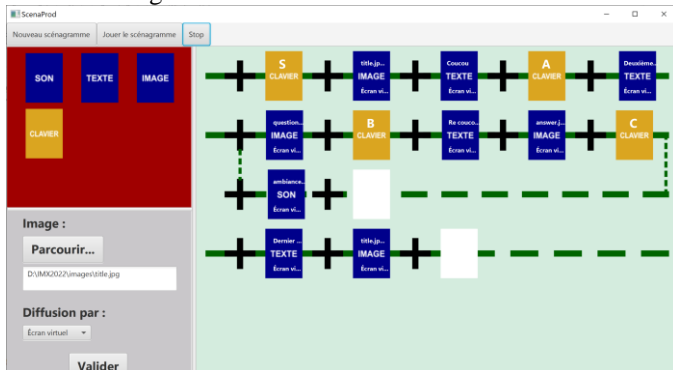 ScenaProd
Nouveau scénagramme Jouer le scénagramme Stop
SON TEXTE IMAGE
CLAVIER
Image :
Parcourir...
D:\IMX2022\images\title.jpg
Diffusion par :
Écran virtuel
Valider
S CLAVIER
title.jp... IMAGE Écran vi...
Coucou TEXTE Écran vi...
A CLAVIER
Deuxième... TEXTE Écran vi...
question... IMAGE Écran vi...
B CLAVIER
Re couco... TEXTE Écran vi...
answer.j... IMAGE Écran vi...
C CLAVIER
ambiance... SON Écran vi...
Dernier ... TEXTE Écran vi...
title.jp... IMAGE Écran vi...